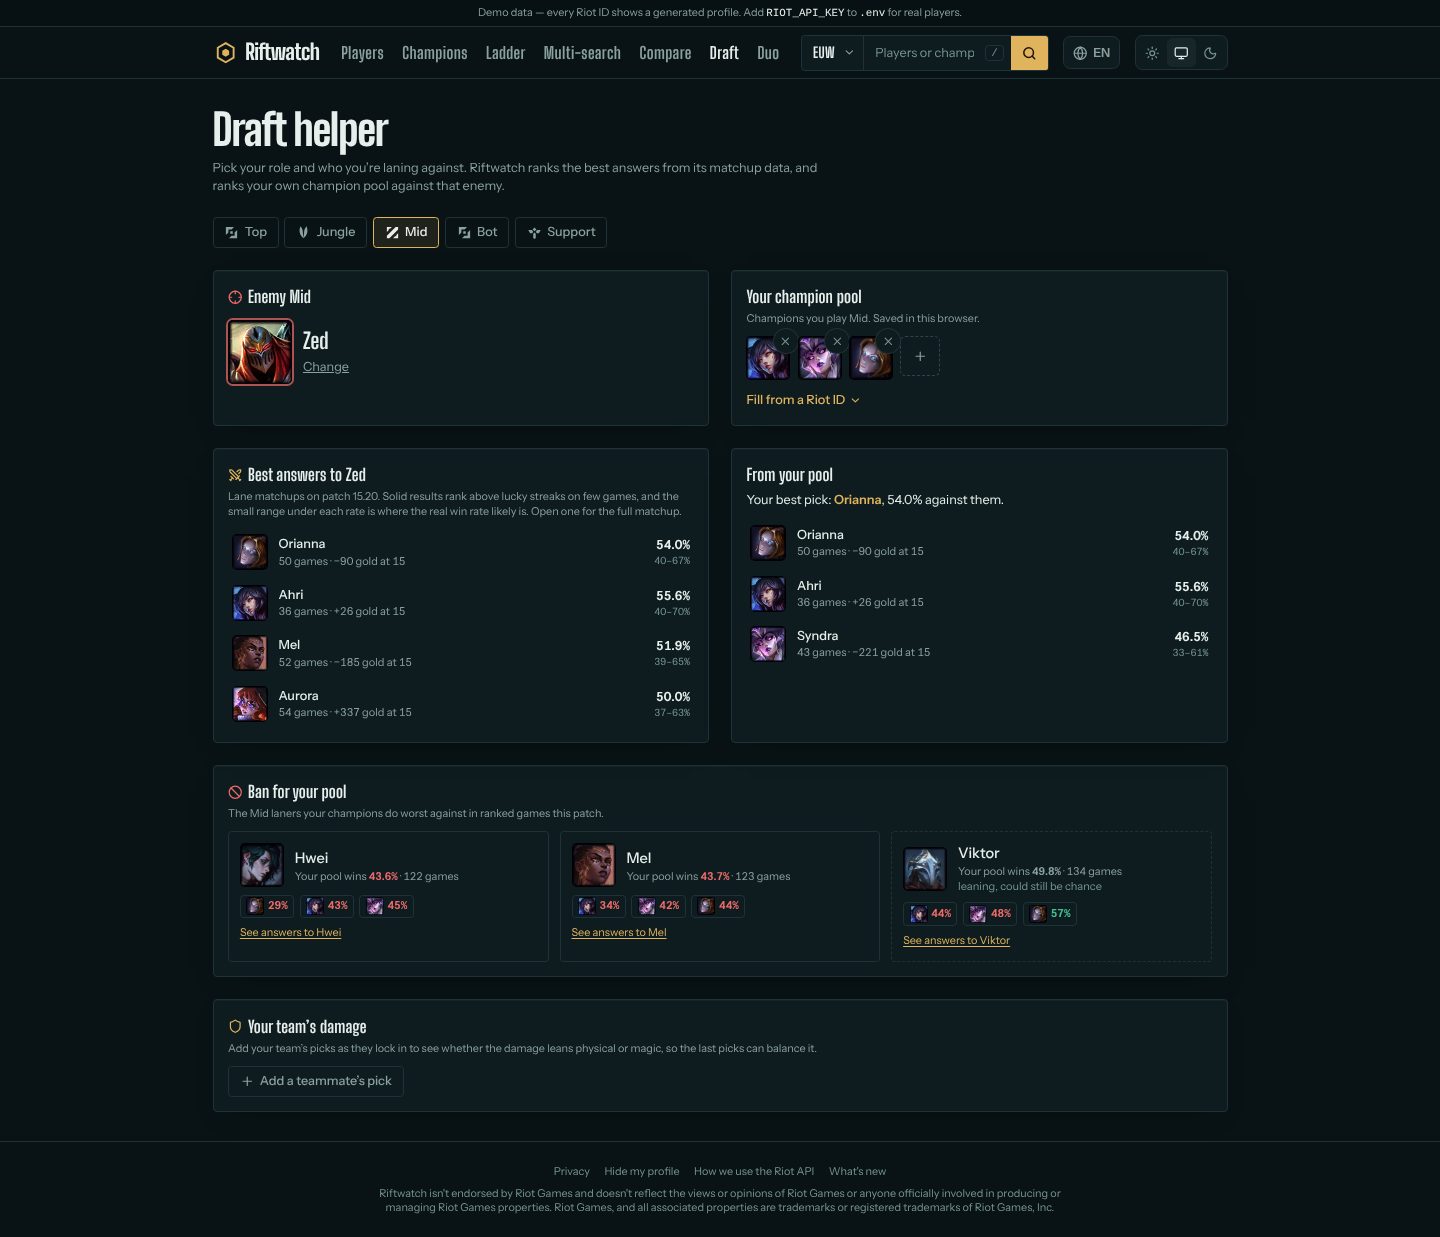 Demo data — every Riot ID shows a generated profile. Add RIOT_API_KEY to .env for real players.
Riftwatch
Players
Champions
Ladder
Multi-search
Compare
Draft
Duo
EUW
Players or champ
/
EN
Draft helper
Pick your role and who you're laning against. Riftwatch ranks the best answers from its matchup data, and
ranks your own champion pool against that enemy.
Top
Jungle
Mid
Bot
Support
Enemy Mid
Zed
Change
Your champion pool
Champions you play Mid. Saved in this browser.
Fill from a Riot ID
Best answers to Zed
Lane matchups on patch 15.20. Solid results rank above lucky streaks on few games, and the
small range under each rate is where the real win rate likely is. Open one for the full matchup.
Orianna
54.0%
50 games · −90 gold at 15
40–67%
Ahri
55.6%
36 games · +26 gold at 15
40–70%
Mel
51.9%
52 games · −185 gold at 15
39–65%
Aurora
50.0%
54 games · +337 gold at 15
37–63%
From your pool
Your best pick: Orianna, 54.0% against them.
Orianna
54.0%
50 games · −90 gold at 15
40–67%
Ahri
55.6%
36 games · +26 gold at 15
40–70%
Syndra
46.5%
43 games · −221 gold at 15
33–61%
Ban for your pool
The Mid laners your champions do worst against in ranked games this patch.
Hwei
Your pool wins 43.6% · 122 games
29%
43%
45%
See answers to Hwei
Mel
Your pool wins 43.7% · 123 games
34%
42%
44%
See answers to Mel
Viktor
Your pool wins 49.8% · 134 games
leaning, could still be chance
44%
48%
57%
See answers to Viktor
Your team's damage
Add your team's picks as they lock in to see whether the damage leans physical or magic, so the last picks can balance it.
Add a teammate's pick
Privacy
Hide my profile
How we use the Riot API
What's new
Riftwatch isn't endorsed by Riot Games and doesn't reflect the views or opinions of Riot Games or anyone officially involved in producing or
managing Riot Games properties. Riot Games, and all associated properties are trademarks or registered trademarks of Riot Games, Inc.